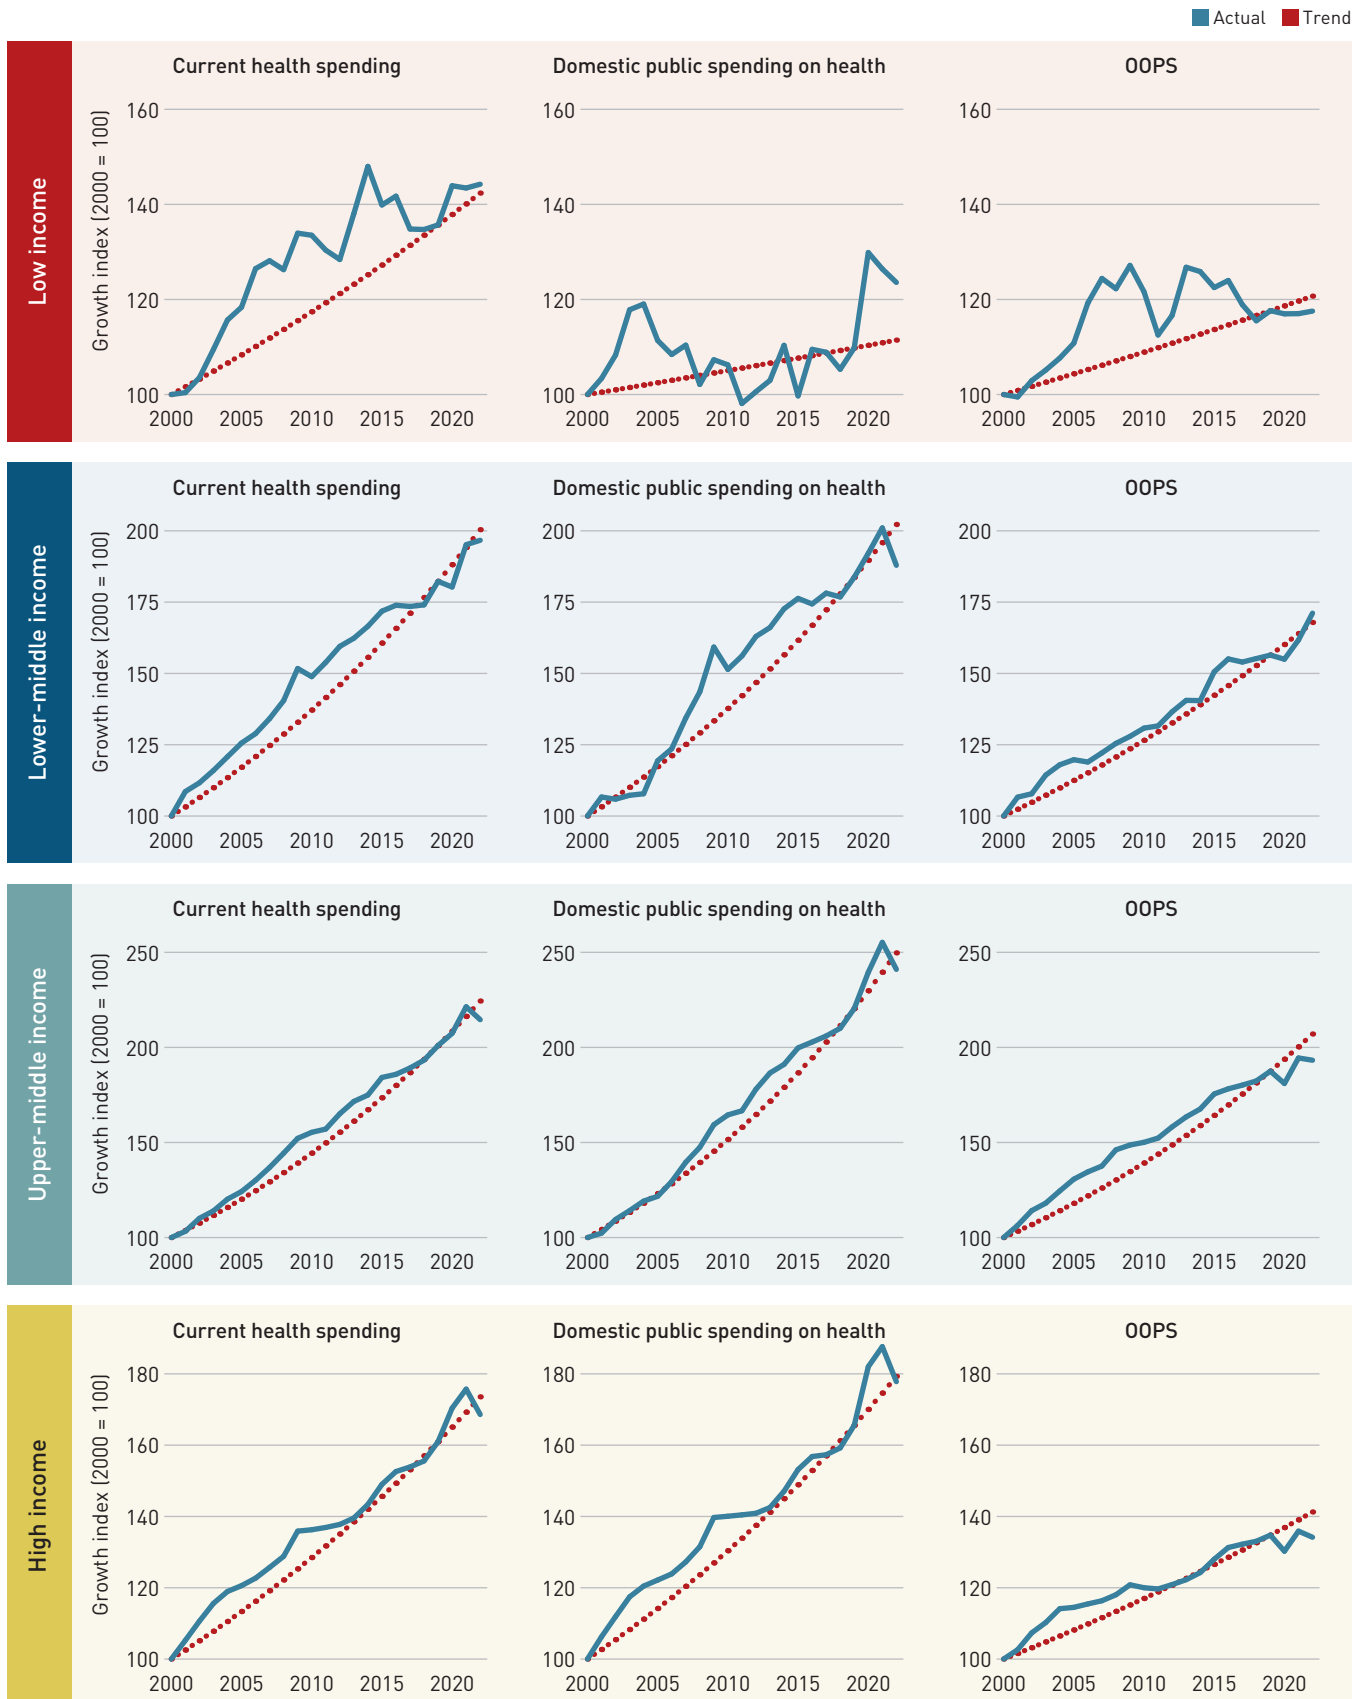 Actual Trend
Low income
Current health spending
Domestic public spending on health
OOPS
Growth index (2000 = 100)
160
140
120
100
2000 2005 2010 2015 2020
160
140
120
100
2000 2005 2010 2015 2020
160
140
120
100
2000 2005 2010 2015 2020
Lower-middle income
Current health spending
Domestic public spending on health
OOPS
Growth index (2000 = 100)
200
175
150
125
100
2000 2005 2010 2015 2020
200
175
150
125
100
2000 2005 2010 2015 2020
200
175
150
125
100
2000 2005 2010 2015 2020
Upper-middle income
Current health spending
Domestic public spending on health
OOPS
Growth index (2000 = 100)
250
200
150
100
2000 2005 2010 2015 2020
250
200
150
100
2000 2005 2010 2015 2020
250
200
150
100
2000 2005 2010 2015 2020
High income
Current health spending
Domestic public spending on health
OOPS
Growth index (2000 = 100)
180
160
140
120
100
2000 2005 2010 2015 2020
180
160
140
120
100
2000 2005 2010 2015 2020
180
160
140
120
100
2000 2005 2010 2015 2020